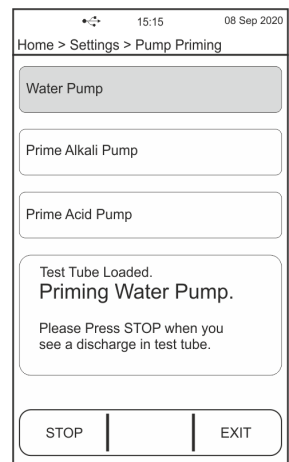 15:15 08 Sep 2020
Home > Settings > Pump Priming
Water Pump
Prime Alkali Pump
Prime Acid Pump
Test Tube Loaded.
Priming Water Pump.
Please Press STOP when you
see a discharge in test tube.
STOP EXIT